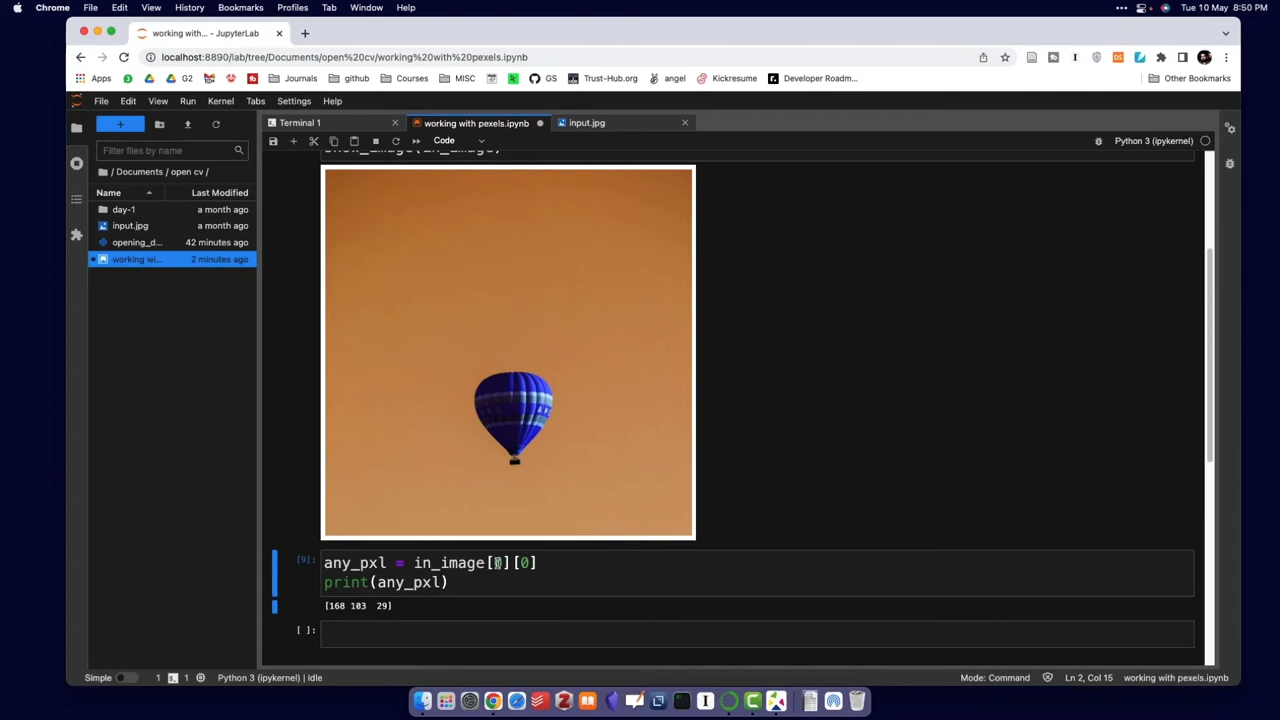 Chrome File Edit View History Bookmarks Profiles Tab Window Help Tue 10 May 8:50 PM
working with... - JupyterLab
localhost:8890/lab/tree/Documents/open%20cv/working%20with%20pexels.ipynb
Apps G2 Journals github Courses MISC GS Trust-Hub.org angel Kickresume Developer Roadm... Other Bookmarks
File Edit View Run Kernel Tabs Settings Help
Terminal 1 working with pexels.ipynb input.jpg
Code Python 3 (ipykernel)
Filter files by name
/ Documents / open cv /
Name Last Modified
day-1 a month ago
input.jpg a month ago
opening_d... 42 minutes ago
working wi... 2 minutes ago
show_image(in_image)
[9]: any_pxl = in_image[0][0]
print(any_pxl)
[168 103 29]
[ ]:
Simple 1 1 Python 3 (ipykernel) | Idle Mode: Command Ln 2, Col 15 working with pexels.ipynb